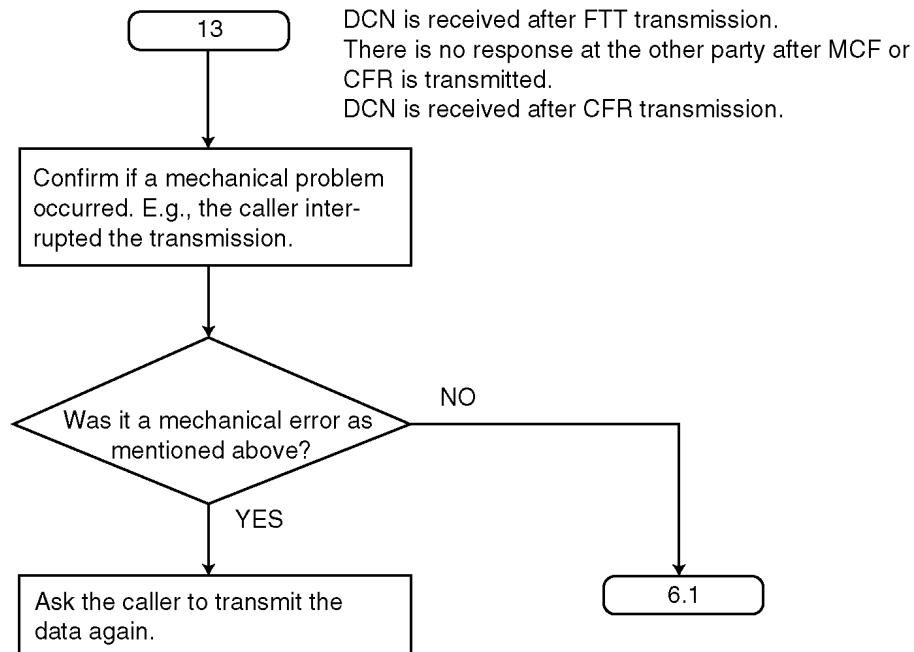 13
DCN is received after FTT transmission.
There is no response at the other party after MCF or
CFR is transmitted.
DCN is received after CFR transmission.
Confirm if a mechanical problem
occurred. E.g., the caller inter-
rupted the transmission.
Was it a mechanical error as
mentioned above?
NO
YES
Ask the caller to transmit the
data again.
6.1